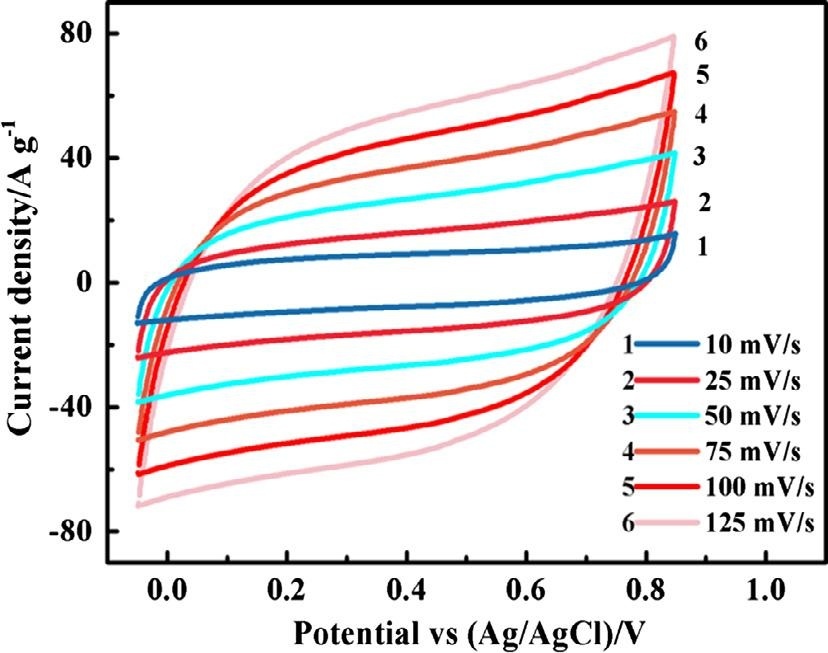 80
40
0
-40
-80
Current density/A g-1
6
5
4
3
2
1
1 10 mV/s
2 25 mV/s
3 50 mV/s
4 75 mV/s
5 100 mV/s
6 125 mV/s
0.0 0.2 0.4 0.6 0.8 1.0
Potential vs (Ag/AgCl)/V